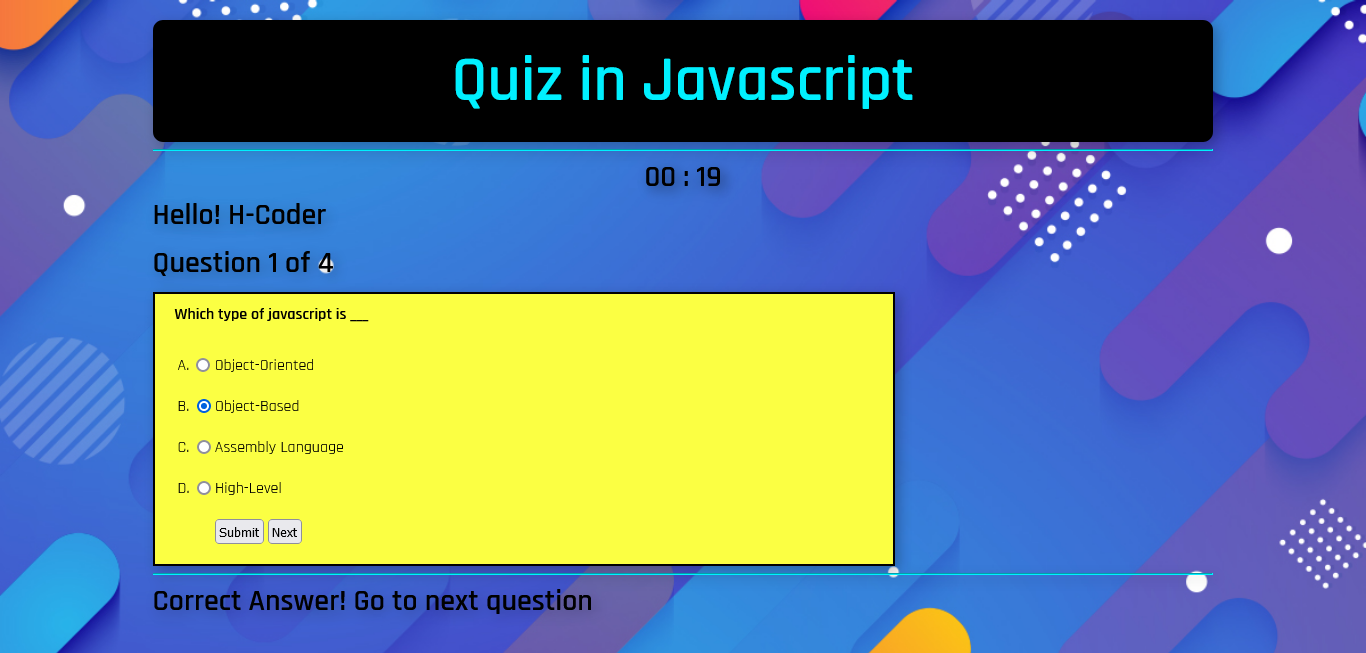 Quiz in Javascript
00 : 19
Hello! H-Coder
Question 1 of 4
Which type of javascript is ___
A. Object-Oriented
B. Object-Based
C. Assembly Language
D. High-Level
Submit Next
Correct Answer! Go to next question